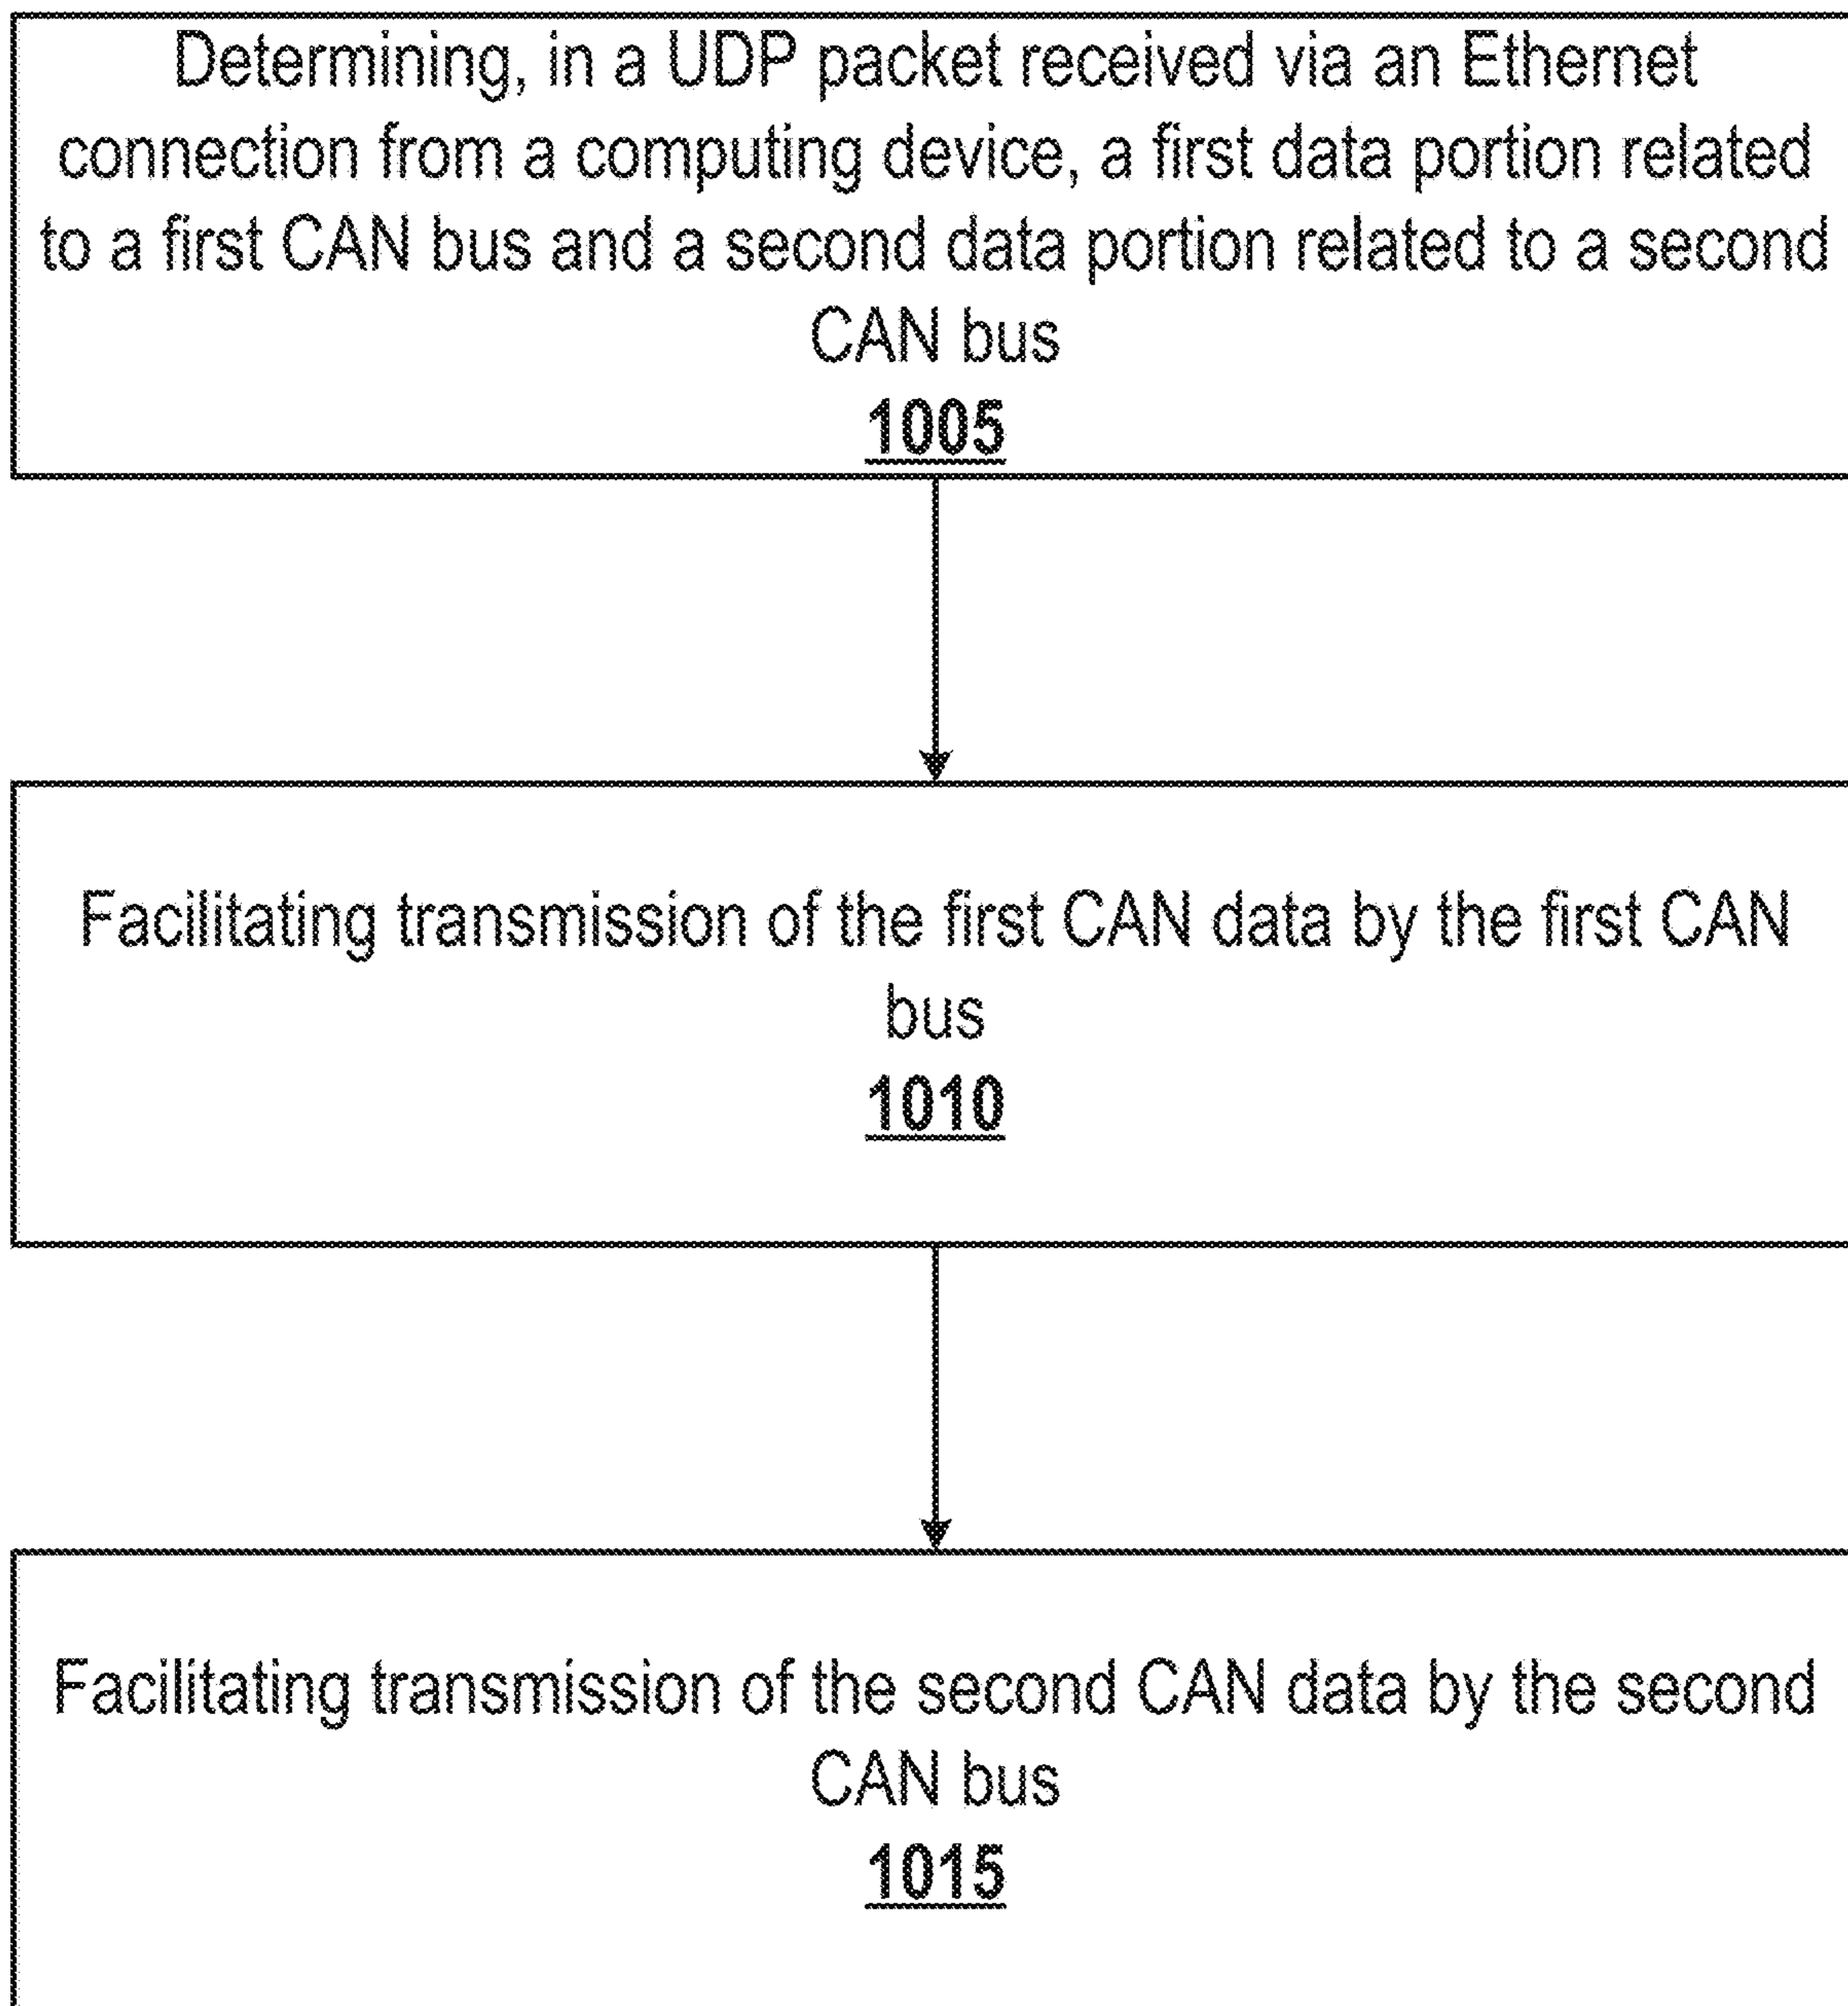 Determining, in a UDP packet received via an Ethernet
connection from a computing device, a first data portion related
to a first CAN bus and a second data portion related to a second
CAN bus
1005
Facilitating transmission of the first CAN data by the first CAN
bus
1010
Facilitating transmission of the second CAN data by the second
CAN bus
1015